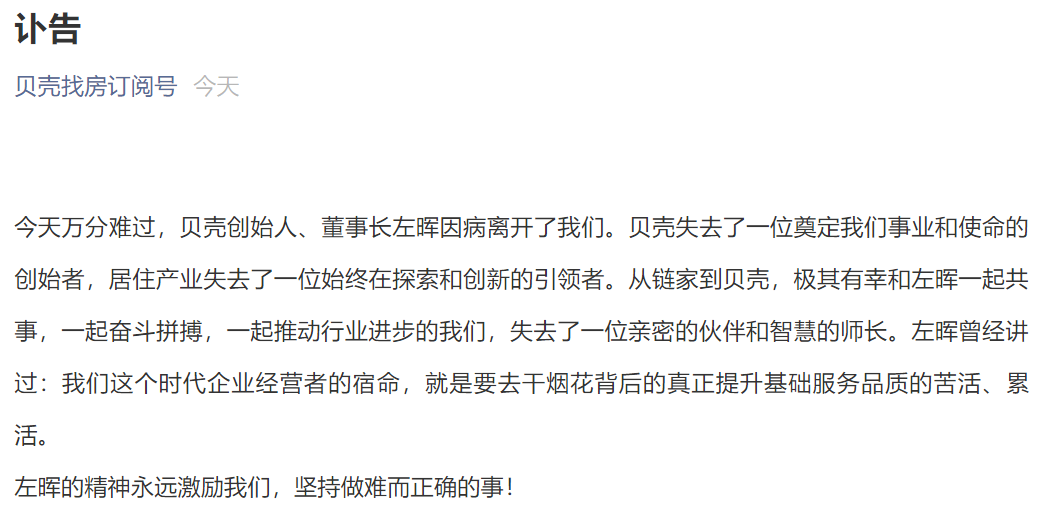 讣告
贝壳找房订阅号 今天
今天万分难过，贝壳创始人、董事长左晖因病离开了我们。贝壳失去了一位奠定我们事业和使命的
创始者，居住产业失去了一位始终在探索和创新的引领者。从链家到贝壳，极其有幸和左晖一起共
事，一起奋斗拼搏，一起推动行业进步的我们，失去了一位亲密的伙伴和智慧的师长。左晖曾经讲
过：我们这个时代企业经营者的宿命，就是要去干烟花背后的真正提升基础服务品质的苦活、累
活。
左晖的精神永远激励我们，坚持做难而正确的事！